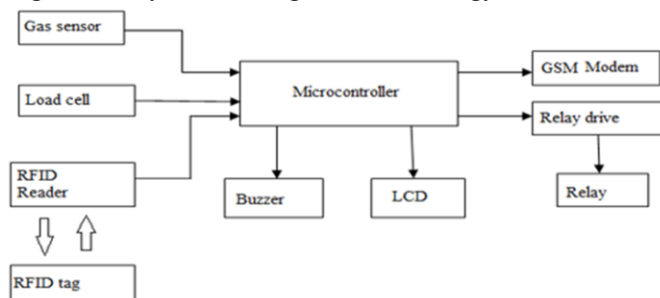 Gas sensor
Load cell
RFID
Reader
RFID tag
Microcontroller
Buzzer
LCD
GSM Modem
Relay drive
Relay